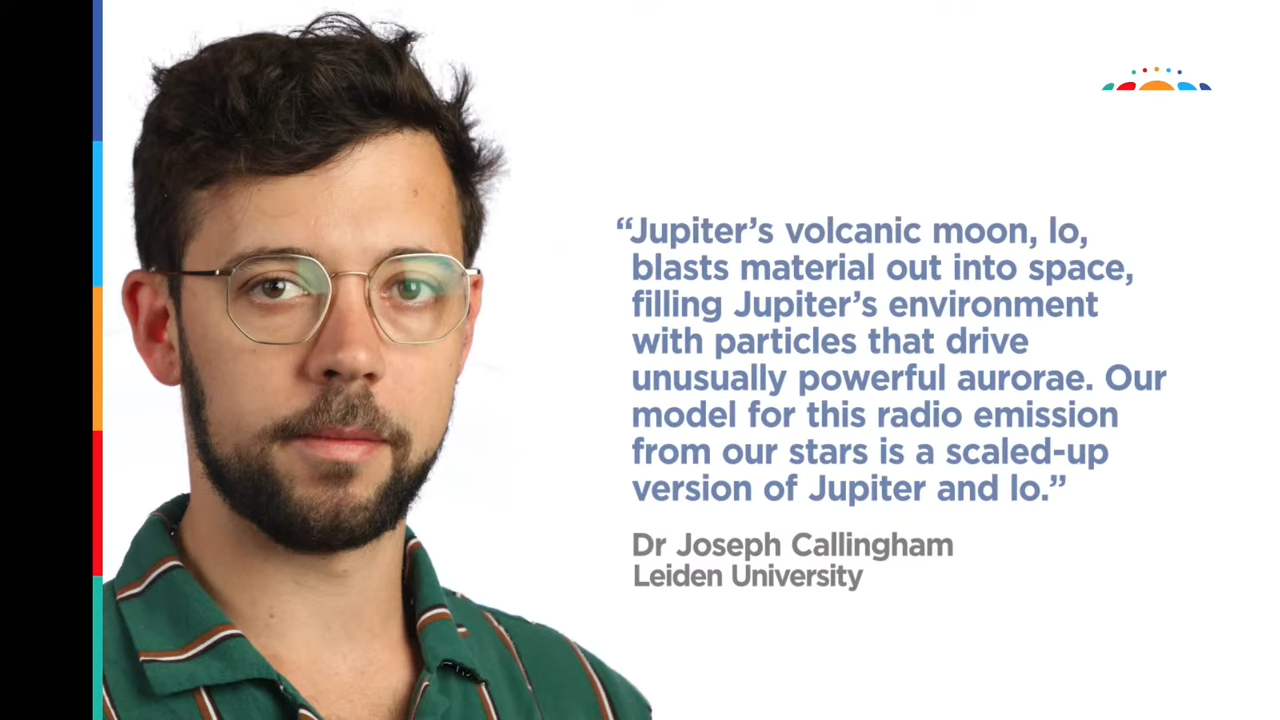 “Jupiter’s volcanic moon, Io,
blasts material out into space,
filling Jupiter’s environment
with particles that drive
unusually powerful aurorae. Our
model for this radio emission
from our stars is a scaled-up
version of Jupiter and Io.”
Dr Joseph Callingham
Leiden University